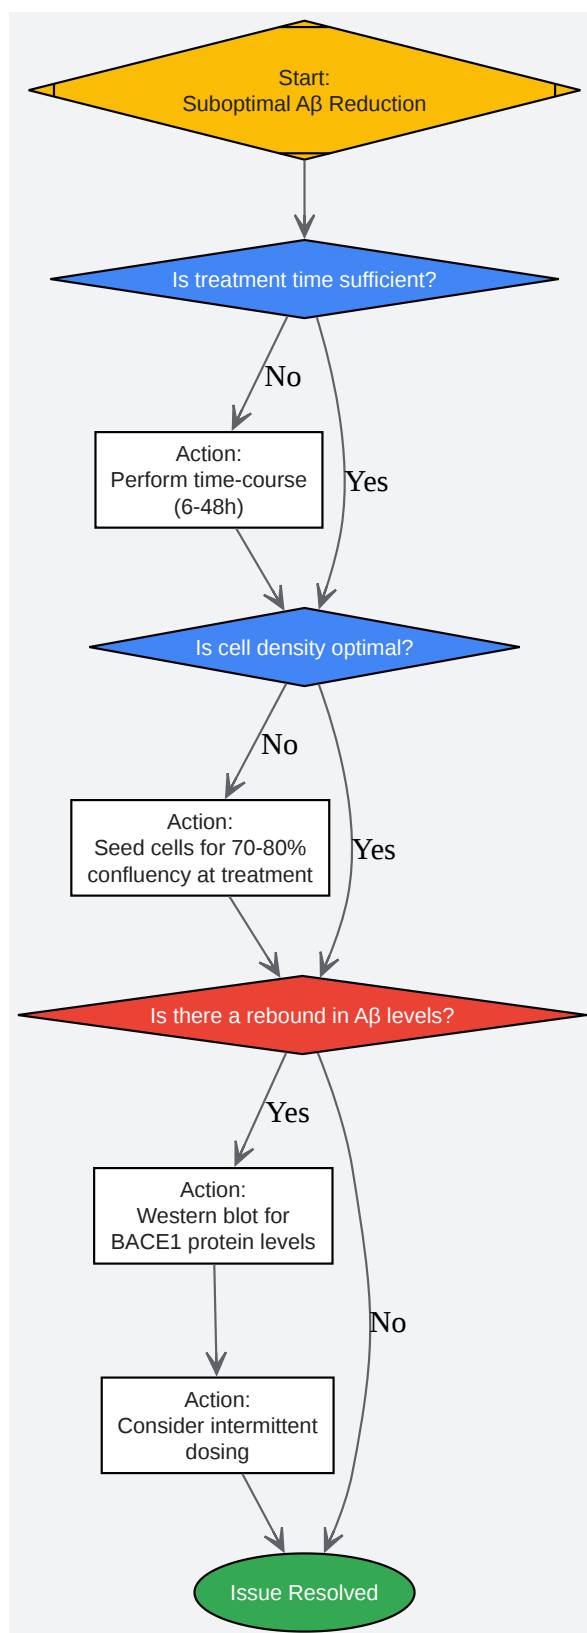 Start:
Suboptimal Aβ Reduction
Is treatment time sufficient?
No
Action:
Perform time-course
(6-48h)
Yes
Is cell density optimal?
No
Action:
Seed cells for 70-80%
confluency at treatment
Yes
Is there a rebound in Aβ levels?
Yes
Action:
Western blot for
BACE1 protein levels
No
Action:
Consider intermittent
dosing
Issue Resolved